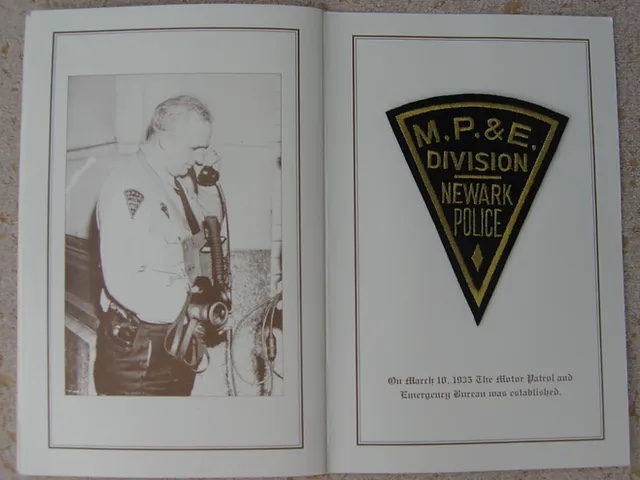 M.P.&E.
DIVISION
NEWARK
POLICE
On March 10, 1935 The Motor Patrol and
Emergency Bureau was established.